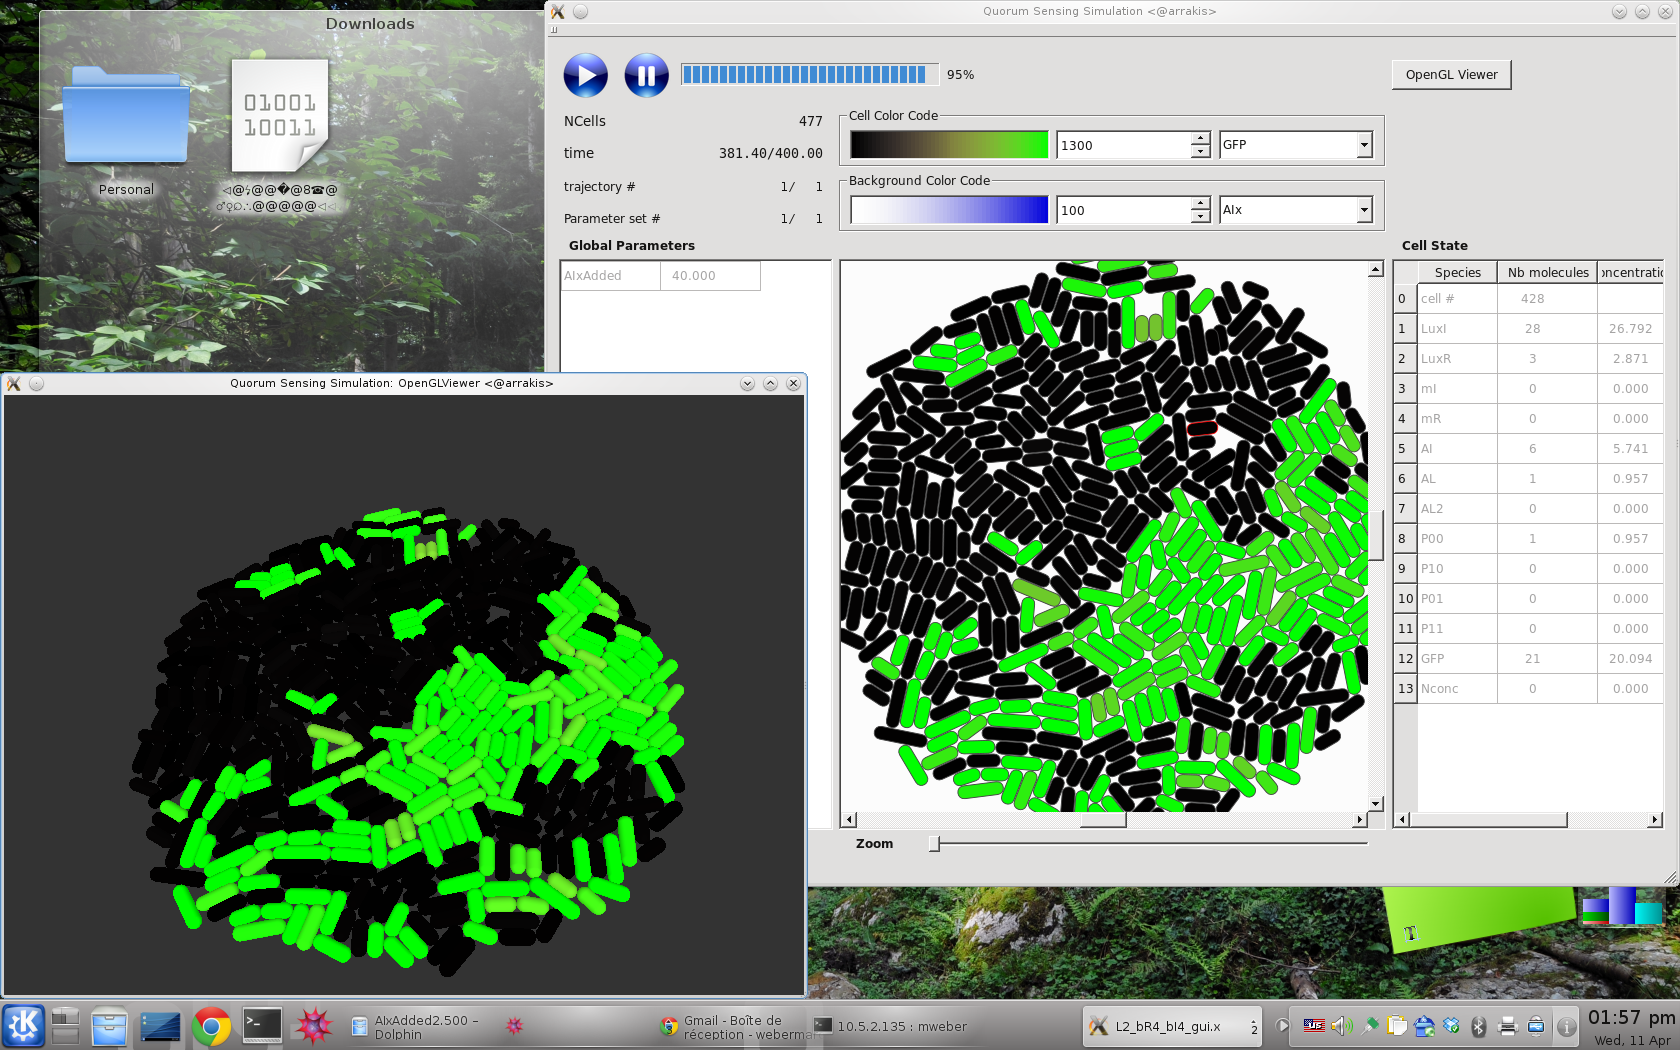 Downloads
Personal
01001
10011
Quorum Sensing Simulation <@arrakis>
95%
OpenGL Viewer
NCells 477
time 381.40/400.00
trajectory # 1/ 1
Parameter set # 1/ 1
Cell Color Code
1300 GFP
Background Color Code
100 AIx
Global Parameters
AIxAdded 40.000
Cell State
Species Nb molecules
0 cell # 428
1 LuxI 28 26.792
2 LuxR 3 2.871
3 mI 0 0.000
4 mR 0 0.000
5 AI 6 5.741
6 AL 1 0.957
7 AL2 0 0.000
8 P00 1 0.957
9 P10 0 0.000
10 P01 0 0.000
11 P11 0 0.000
12 GFP 21 20.094
13 Nconc 0 0.000
Zoom
Quorum Sensing Simulation: OpenGLViewer <@arrakis>
AIxAdded2.500 –
Dolphin
Gmail - Boîte de
réception - weberma
10.5.2.135 : mweber
L2_bR4_bI4_gui.x 2
01:57 pm
Wed, 11 Apr